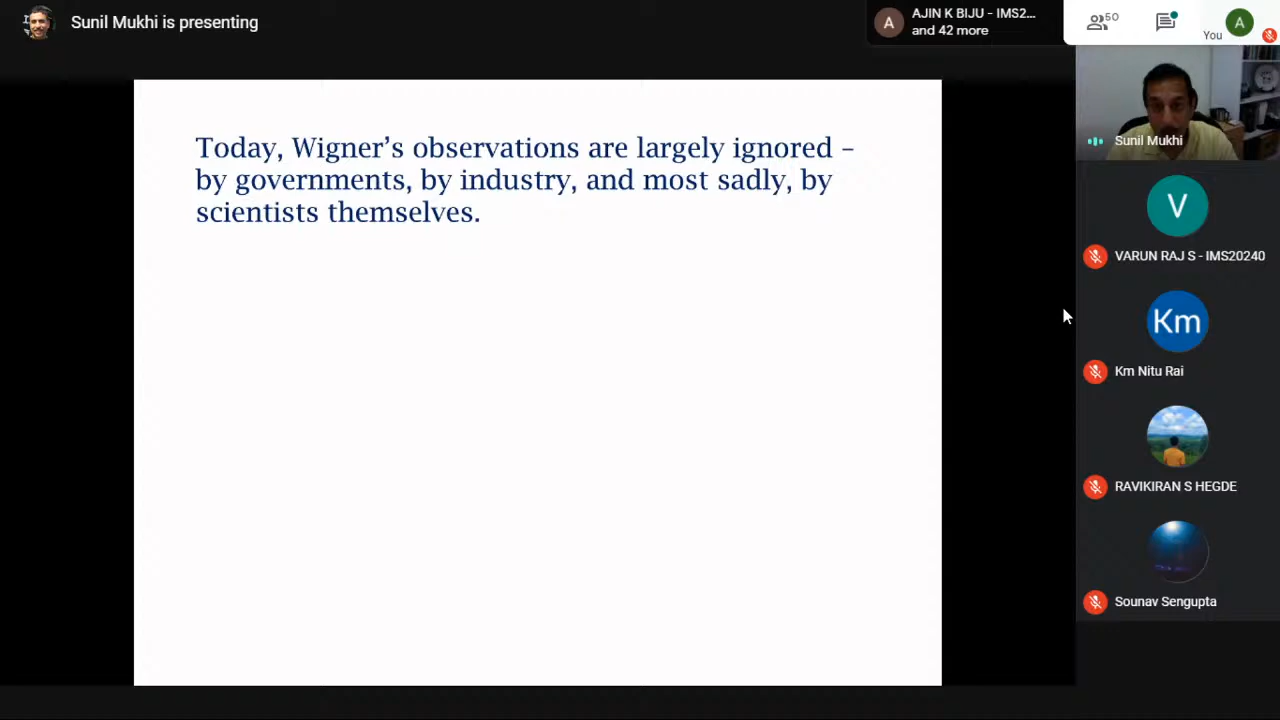 Sunil Mukhi is presenting
A
AJIN K BIJU - IMS2...
and 42 more
50
You
A
Today, Wigner's observations are largely ignored –
by governments, by industry, and most sadly, by
scientists themselves.
Sunil Mukhi
V
VARUN RAJ S - IMS20240
Km
Km Nitu Rai
RAVIKIRAN S HEGDE
Sounav Sengupta